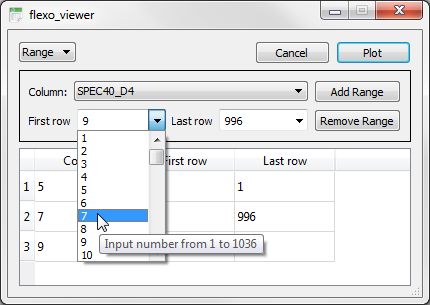 flexo_viewer
Range Cancel Plot
Column: SPEC40_D4 Add Range
First row 9 Last row 996 Remove Range
1
2
3
4
5
6
7
8
9
10
Input number from 1 to 1036
Co First row Last row
1 5 1
2 7 996
3 9